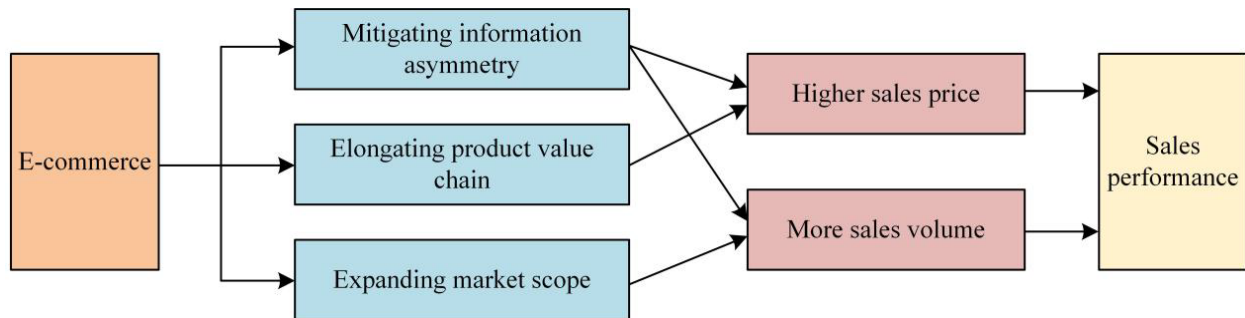 E-commerce
Mitigating information
asymmetry
Elongating product value
chain
Expanding market scope
Higher sales price
More sales volume
Sales
performance